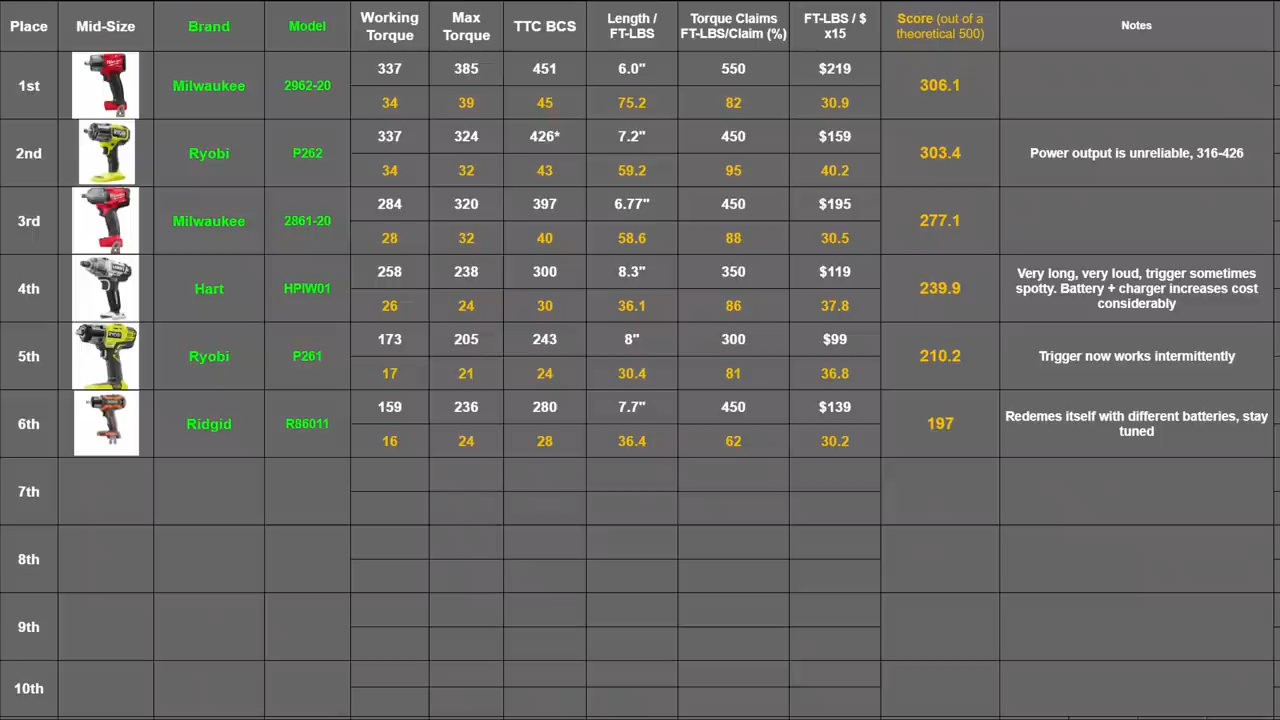 Place Mid-Size Brand Model Working Torque Max Torque TTC BCS Length / FT-LBS Torque Claims FT-LBS/Claim (%) FT-LBS / $ x15 Score (out of a theoretical 500) Notes
1st Milwaukee 2962-20 337 385 451 6.0" 550 $219 306.1
34 39 45 75.2 82 30.9
2nd Ryobi P262 337 324 426* 7.2" 450 $159 303.4 Power output is unreliable, 316-426
34 32 43 59.2 95 40.2
3rd Milwaukee 2861-20 284 320 397 6.77" 450 $195 277.1
28 32 40 58.6 88 30.5
4th Hart HPIW01 258 238 300 8.3" 350 $119 239.9 Very long, very loud, trigger sometimes spotty. Battery + charger increases cost considerably
26 24 30 36.1 86 37.8
5th Ryobi P261 173 205 243 8" 300 $99 210.2 Trigger now works intermittently
17 21 24 30.4 81 36.8
6th Ridgid R86011 159 236 280 7.7" 450 $139 197 Redemes itself with different batteries, stay tuned
16 24 28 36.4 62 30.2
7th
8th
9th
10th